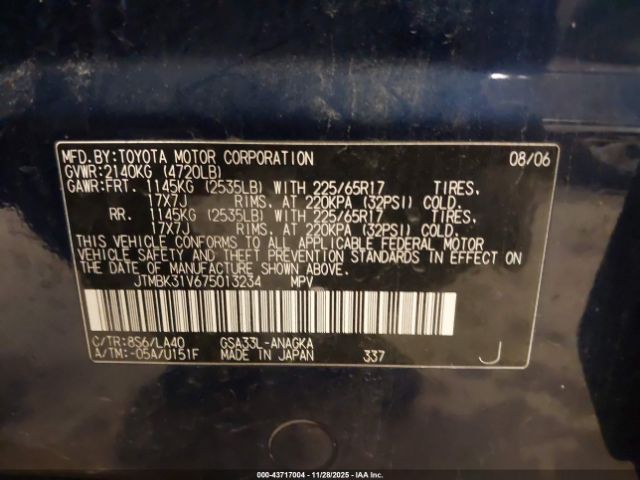 MFD.BY:TOYOTA MOTOR CORPORATION 08/06
GVWR:2140KG (4720LB)
GAWR:FRT. 1145KG (2535LB) WITH 225/65R17 TIRES,
17X7J RIMS, AT 220KPA (32PSI) COLD.
RR. 1145KG (2535LB) WITH 225/65R17 TIRES,
17X7J RIMS, AT 220KPA (32PSI) COLD.
THIS VEHICLE CONFORMS TO ALL APPLICABLE FEDERAL MOTOR
VEHICLE SAFETY AND THEFT PREVENTION STANDARDS IN EFFECT ON
THE DATE OF MANUFACTURE SHOWN ABOVE.
JTMBK31V675013234 MPV
C/TR:8S6/LA40 GSA33L-ANAGKA
A/TM:-05A/U151F MADE IN JAPAN 337 J
000-43717004 - 11/28/2025 - IAA Inc.